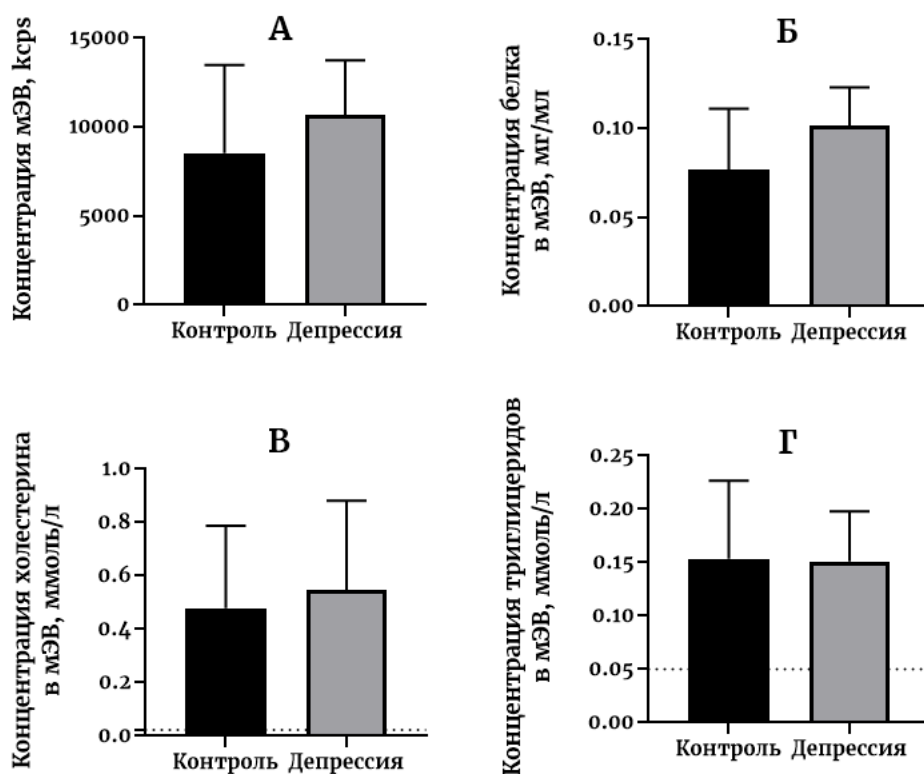 А
Концентрация мЭВ, kcps
15000
10000
5000
0
Контроль Депрессия
Б
Концентрация белка
в мЭВ, мг/мл
0.15
0.10
0.05
0.00
Контроль Депрессия
В
Концентрация холестерина
в мЭВ, ммоль/л
1.0
0.8
0.6
0.4
0.2
0.0
Контроль Депрессия
Г
Концентрация триглицеридов
в мЭВ, ммоль/л
0.25
0.20
0.15
0.10
0.05
0.00
Контроль Депрессия